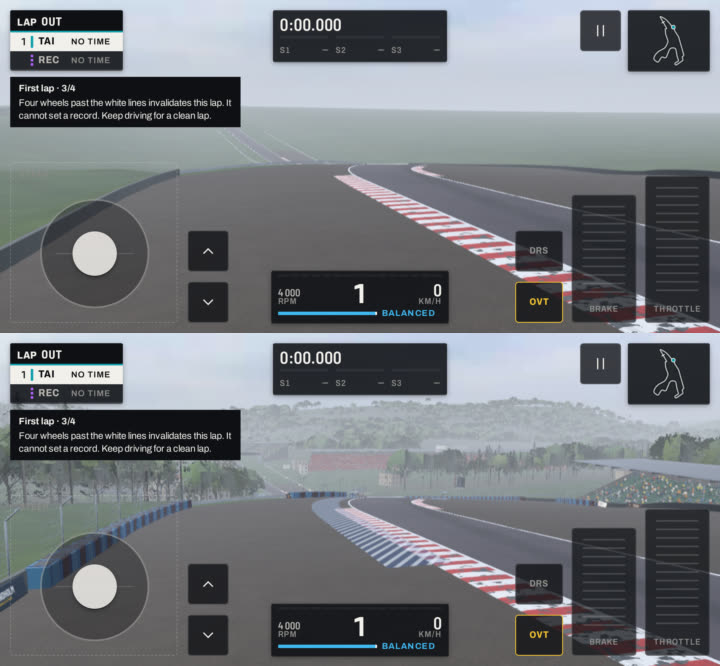 LAP OUT
1 TAI NO TIME
REC NO TIME
First lap · 3/4
Four wheels past the white lines invalidates this lap. It
cannot set a record. Keep driving for a clean lap.
0:00.000
S1 – S2 – S3 –
DRS
OVT
BRAKE
THROTTLE
4 000
RPM
1
0
KM/H
BALANCED
LAP OUT
1 TAI NO TIME
REC NO TIME
First lap · 3/4
Four wheels past the white lines invalidates this lap. It
cannot set a record. Keep driving for a clean lap.
0:00.000
S1 – S2 – S3 –
DRS
OVT
BRAKE
THROTTLE
4 000
RPM
1
0
KM/H
BALANCED